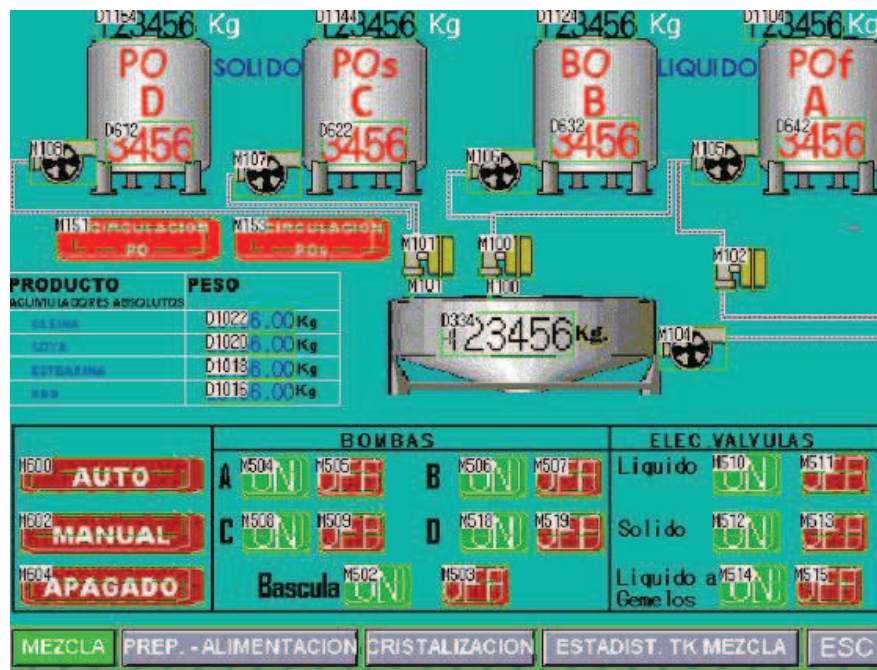 D1164 123456 Kg D1144 123456 Kg D1124 123456 Kg D1104 123456 Kg
PO SOLIDO POs BO LIQUIDO POf
D C B A
D612 3456 D622 3456 D632 3456 D642 3456
M108 M107 M106 M105
M151 CIRCULACION PO M153 CIRCULACION POs
M101 M100 M102
M101 M100
PRODUCTO PESO
ACUMULADORES ABSOLUTOS
OLEINA D1022 6.00 Kg
SOYA D1020 6.00 Kg
ESTEARINA D1018 6.00 Kg
D1016 6.00 Kg
D334 123456 Kg. M104
BOMBAS ELEC.VALVULAS
M600 AUTO A M504 ON M505 OFF B M506 ON M507 OFF Liquido M510 ON M511 OFF
M602 MANUAL C M508 ON M509 OFF D M518 ON M519 OFF Solido M512 ON M513 OFF
M604 APAGADO Bascula M502 ON M503 OFF Liquido a Gemelos M514 ON M515 OFF
MEZCLA PREP. - ALIMENTACION CRISTALIZACION ESTADIST. TK MEZCLA ESC